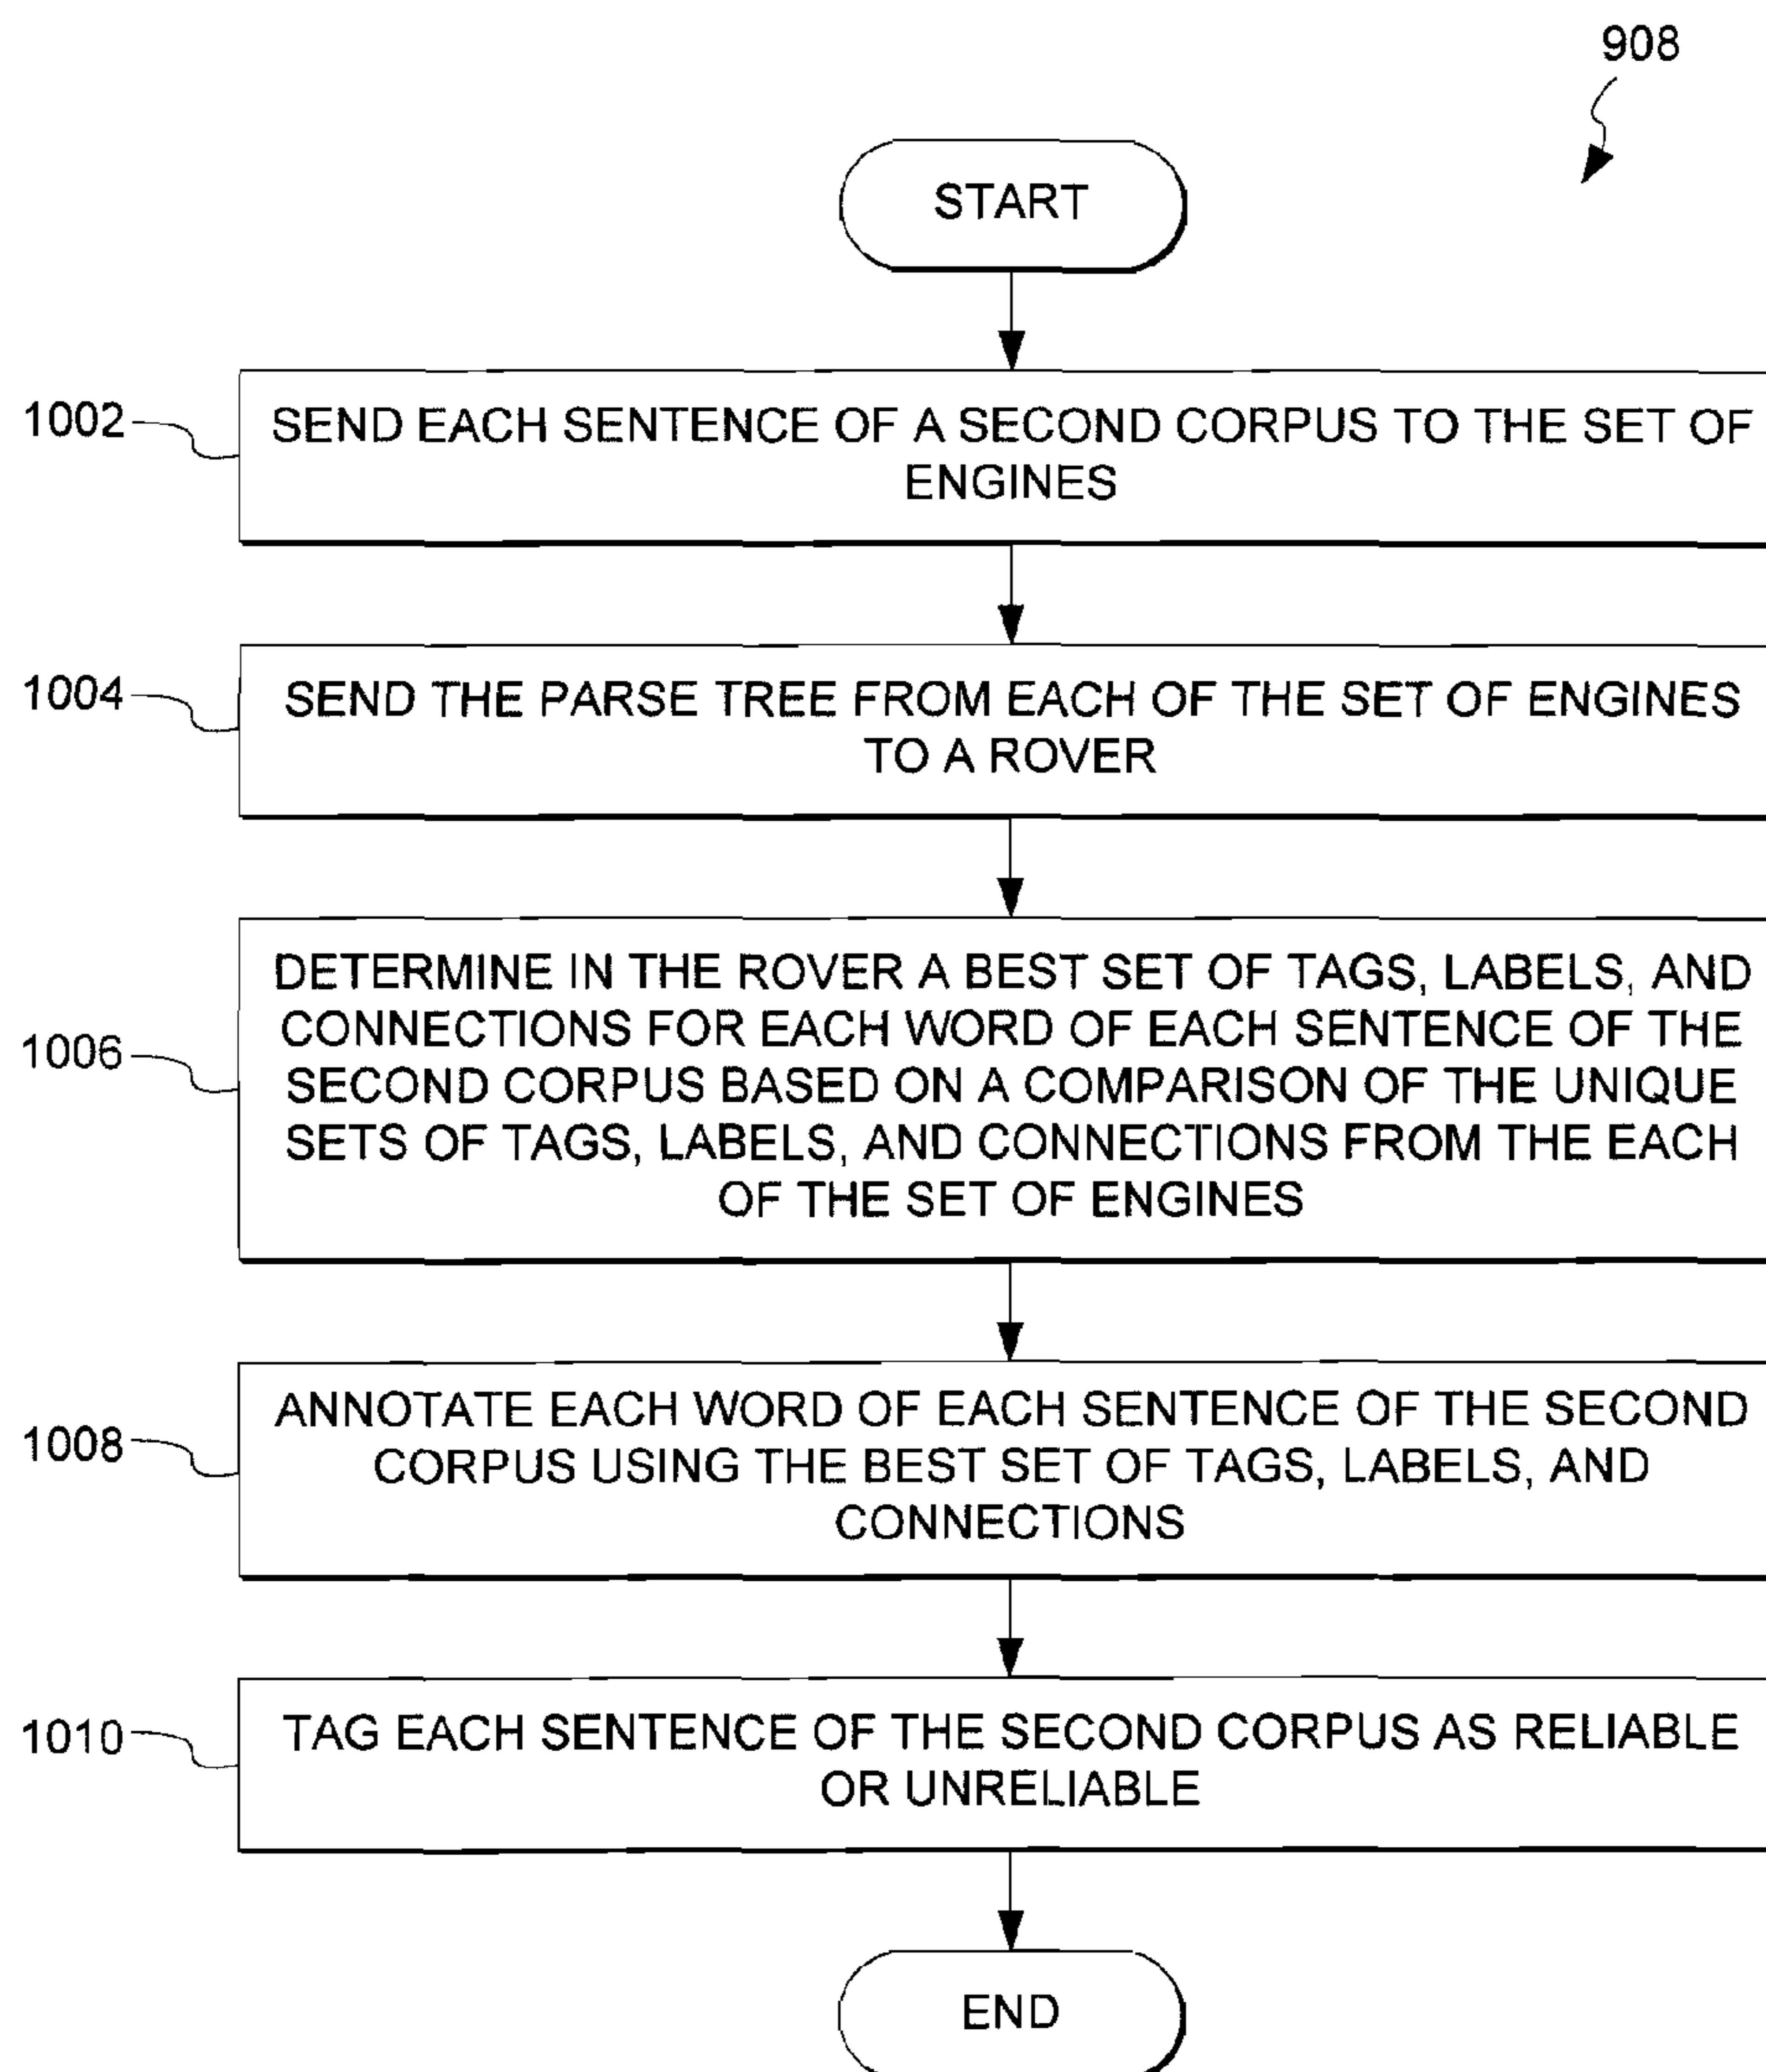 908
START
1002
SEND EACH SENTENCE OF A SECOND CORPUS TO THE SET OF
ENGINES
1004
SEND THE PARSE TREE FROM EACH OF THE SET OF ENGINES
TO A ROVER
1006
DETERMINE IN THE ROVER A BEST SET OF TAGS, LABELS, AND
CONNECTIONS FOR EACH WORD OF EACH SENTENCE OF THE
SECOND CORPUS BASED ON A COMPARISON OF THE UNIQUE
SETS OF TAGS, LABELS, AND CONNECTIONS FROM THE EACH
OF THE SET OF ENGINES
1008
ANNOTATE EACH WORD OF EACH SENTENCE OF THE SECOND
CORPUS USING THE BEST SET OF TAGS, LABELS, AND
CONNECTIONS
1010
TAG EACH SENTENCE OF THE SECOND CORPUS AS RELIABLE
OR UNRELIABLE
END